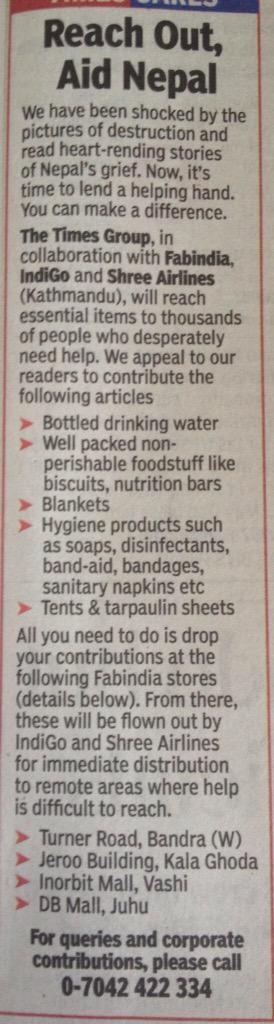 TIMES CARES
Reach Out,
Aid Nepal
We have been shocked by the
pictures of destruction and
read heart-rending stories
of Nepal's grief. Now, it's
time to lend a helping hand.
You can make a difference.
The Times Group, in
collaboration with Fabindia,
IndiGo and Shree Airlines
(Kathmandu), will reach
essential items to thousands
of people who desperately
need help. We appeal to our
readers to contribute the
following articles
➤ Bottled drinking water
➤ Well packed non-
perishable foodstuff like
biscuits, nutrition bars
➤ Blankets
➤ Hygiene products such
as soaps, disinfectants,
band-aid, bandages,
sanitary napkins etc
➤ Tents & tarpaulin sheets
All you need to do is drop
your contributions at the
following Fabindia stores
(details below). From there,
these will be flown out by
IndiGo and Shree Airlines
for immediate distribution
to remote areas where help
is difficult to reach.
➤ Turner Road, Bandra (W)
➤ Jeroo Building, Kala Ghoda
➤ Inorbit Mall, Vashi
➤ DB Mall, Juhu
For queries and corporate
contributions, please call
0-7042 422 334